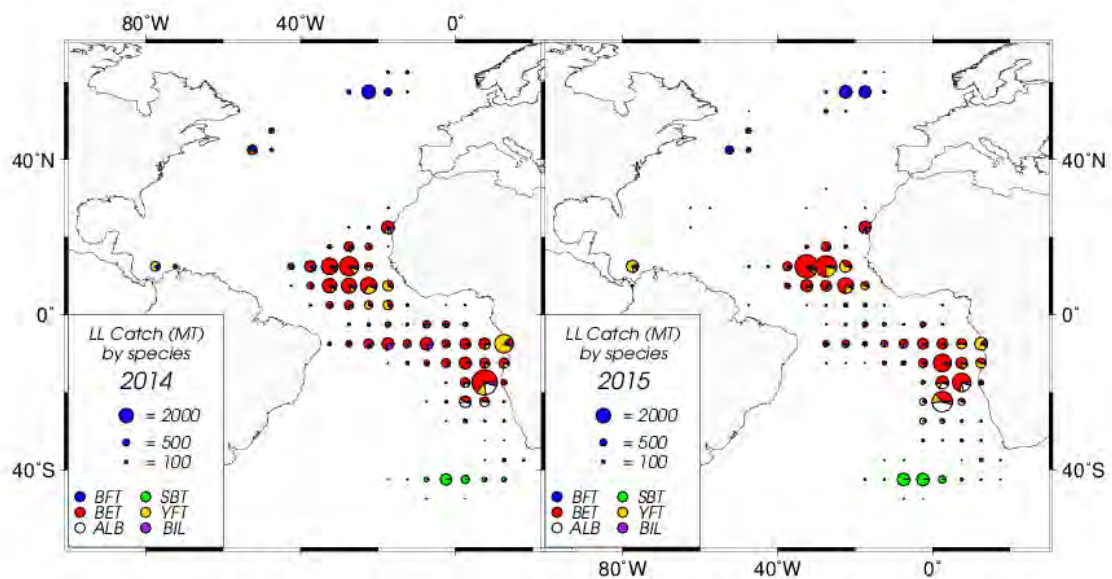 80˚W 40˚W 0˚
40˚N 40˚N
0˚ 0˚
LL Catch (MT)
by species
2014
= 2000
= 500
= 100
BFT SBT
BET YFT
ALB BIL
LL Catch (MT)
by species
2015
= 2000
= 500
= 100
BFT SBT
BET YFT
ALB BIL
40˚S 40˚S
80˚W 40˚W 0˚